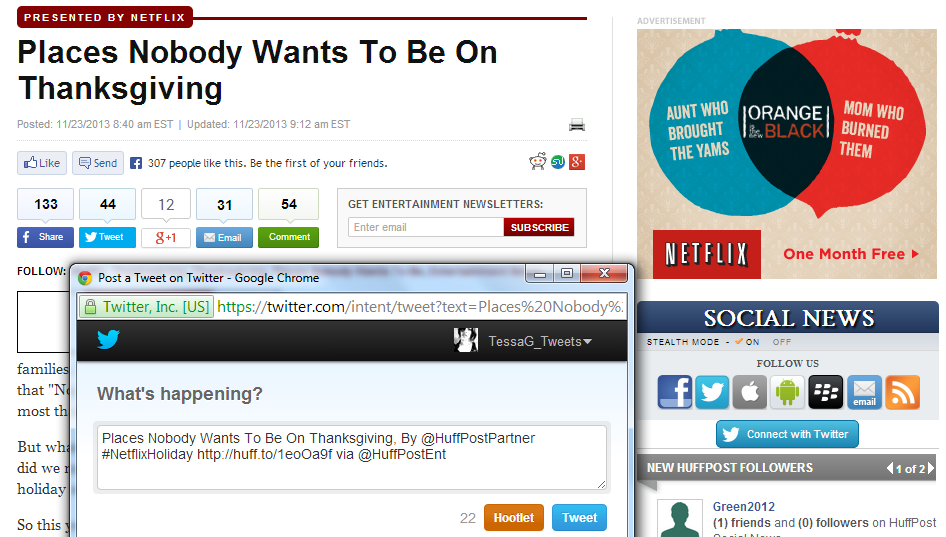 PRESENTED BY NETFLIX
Places Nobody Wants To Be On
Thanksgiving
Posted: 11/23/2013 8:40 am EST | Updated: 11/23/2013 9:12 am EST
Like
Send
307 people like this. Be the first of your friends.
133
44
12
31
54
Share
Tweet
g+1
Email
Comment
GET ENTERTAINMENT NEWSLETTERS:
Enter email
SUBSCRIBE
FOLLOW:
Post a Tweet on Twitter - Google Chrome
Twitter, Inc. [US]
https://twitter.com/intent/tweet?text=Places%20Nobody%
TessaG_Tweets
What's happening?
Places Nobody Wants To Be On Thanksgiving, By @HuffPostPartner
#NetflixHoliday http://huff.to/1eoOa9f via @HuffPostEnt
22
Hootlet
Tweet
families
that "No
most tha
But wha
did we r
holiday
So this y
ADVERTISEMENT
AUNT WHO
BROUGHT
THE YAMS
ORANGE
IS THE NEW
BLACK
MOM WHO
BURNED
THEM
NETFLIX
One Month Free
SOCIAL NEWS
STEALTH MODE - ON OFF
FOLLOW US
email
Connect with Twitter
NEW HUFFPOST FOLLOWERS
1 of 2
Green2012
(1) friends and (0) followers on HuffPost
Social News